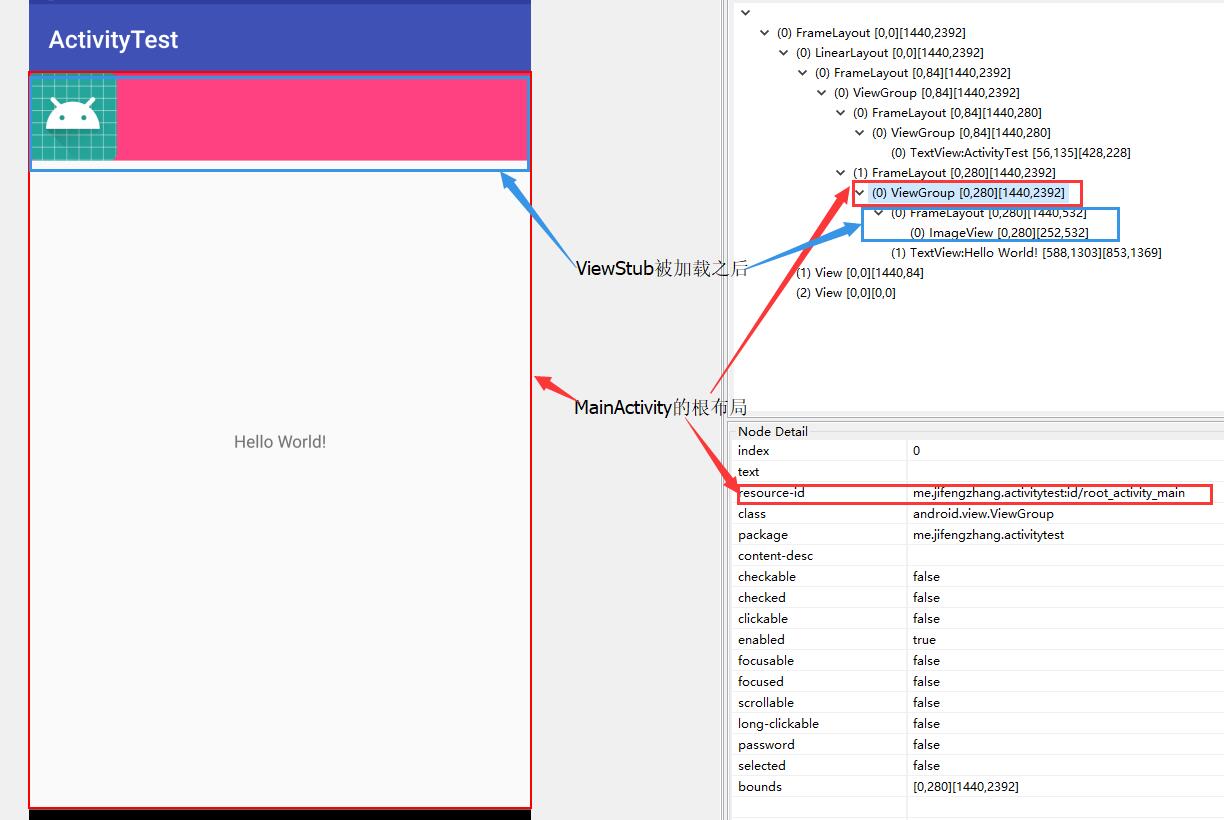 ActivityTest
Hello World!
ViewStub被加载之后
MainActivity的根布局
(0) FrameLayout [0,0][1440,2392]
(0) LinearLayout [0,0][1440,2392]
(0) FrameLayout [0,84][1440,2392]
(0) ViewGroup [0,84][1440,2392]
(0) FrameLayout [0,84][1440,280]
(0) ViewGroup [0,84][1440,280]
(0) TextView:ActivityTest [56,135][428,228]
(1) FrameLayout [0,280][1440,2392]
(0) ViewGroup [0,280][1440,2392]
(0) FrameLayout [0,280][1440,532]
(0) ImageView [0,280][252,532]
(1) TextView:Hello World! [588,1303][853,1369]
(1) View [0,0][1440,84]
(2) View [0,0][0,0]
Node Detail
index 0
text
resource-id me.jifengzhang.activitytest:id/root_activity_main
class android.view.ViewGroup
package me.jifengzhang.activitytest
content-desc
checkable false
checked false
clickable false
enabled true
focusable false
focused false
scrollable false
long-clickable false
password false
selected false
bounds [0,280][1440,2392]